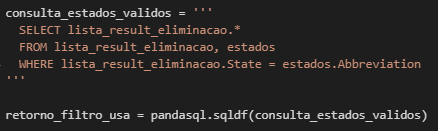 consulta_estados_validos = '''
SELECT lista_result_eliminacao.*
FROM lista_result_eliminacao, estados
WHERE lista_result_eliminacao.State = estados.Abbreviation
'''
retorno_filtro_usa = pandasql.sqldf(consulta_estados_validos)